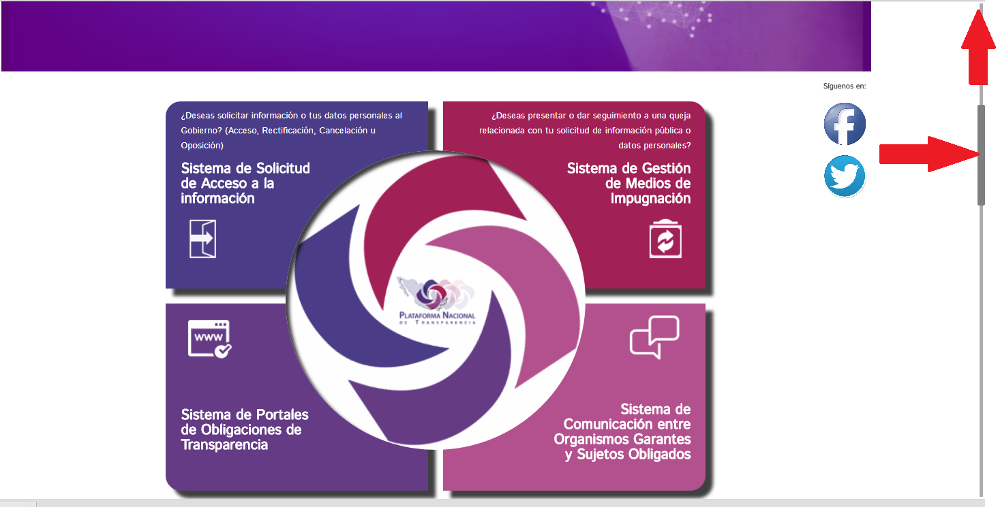 Síguenos en:
¿Deseas solicitar información o tus datos personales al
Gobierno? (Acceso, Rectificación, Cancelación u
Oposición)
Sistema de Solicitud
de Acceso a la
información
¿Deseas presentar o dar seguimiento a una queja
relacionada con tu solicitud de información pública o
datos personales?
Sistema de Gestión
de Medios de
Impugnación
PLATAFORMA NACIONAL
DE TRANSPARENCIA
www
Sistema de Portales
de Obligaciones de
Transparencia
Sistema de
Comunicación entre
Organismos Garantes
y Sujetos Obligados